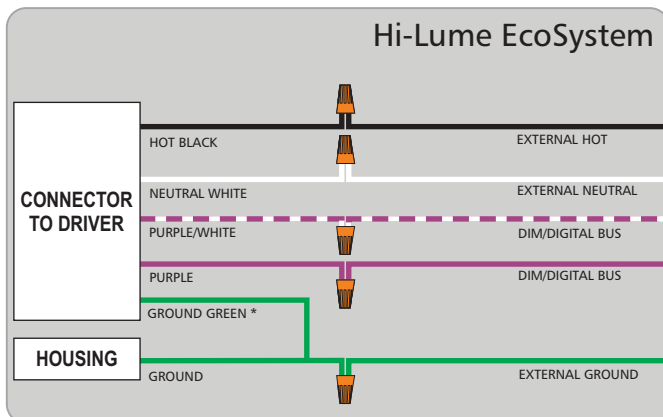 Hi-Lume EcoSystem
HOT BLACK
EXTERNAL HOT
CONNECTOR
TO DRIVER
NEUTRAL WHITE
EXTERNAL NEUTRAL
PURPLE/WHITE
DIM/DIGITAL BUS
PURPLE
DIM/DIGITAL BUS
GROUND GREEN *
HOUSING
GROUND
EXTERNAL GROUND